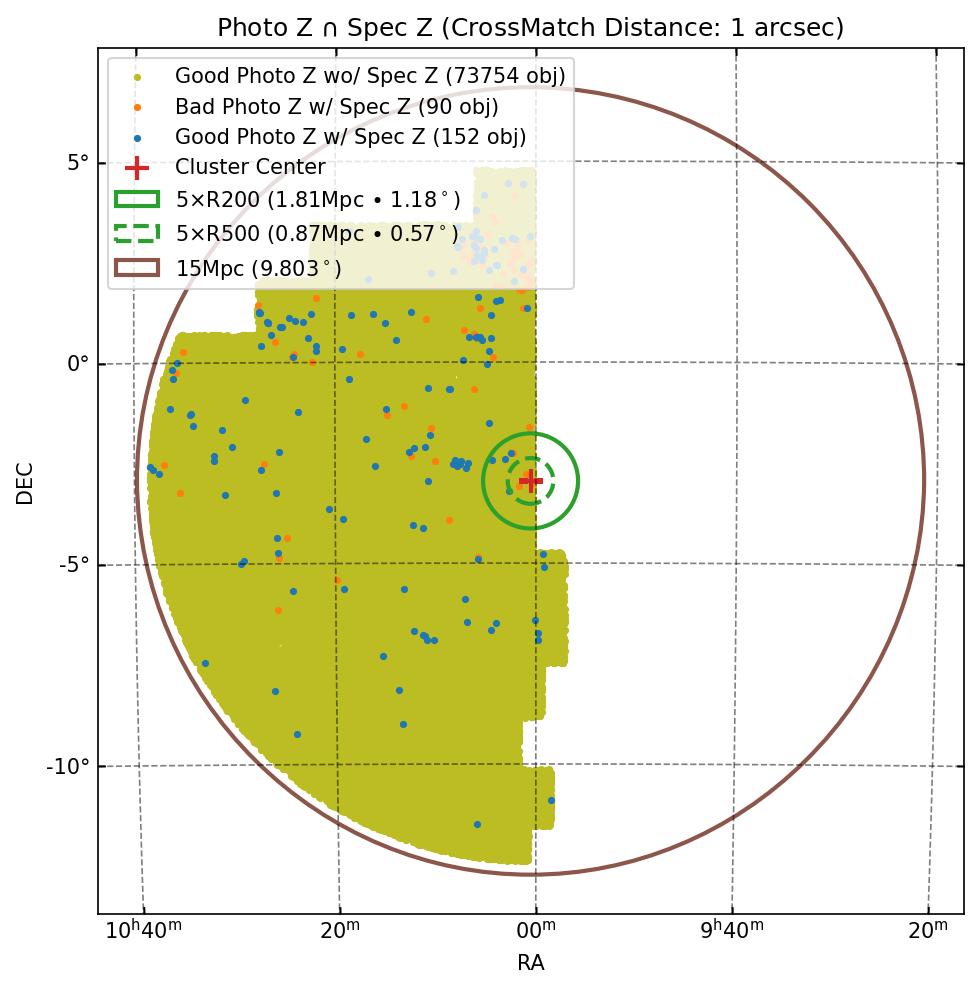 Photo Z ∩ Spec Z (CrossMatch Distance: 1 arcsec)
Good Photo Z wo/ Spec Z (73754 obj)
Bad Photo Z w/ Spec Z (90 obj)
Good Photo Z w/ Spec Z (152 obj)
Cluster Center
5×R200 (1.81Mpc • 1.18°)
5×R500 (0.87Mpc • 0.57°)
15Mpc (9.803°)
5°
0°
-5°
-10°
DEC
10ʰ40ᵐ 20ᵐ 00ᵐ 9ʰ40ᵐ 20ᵐ
RA